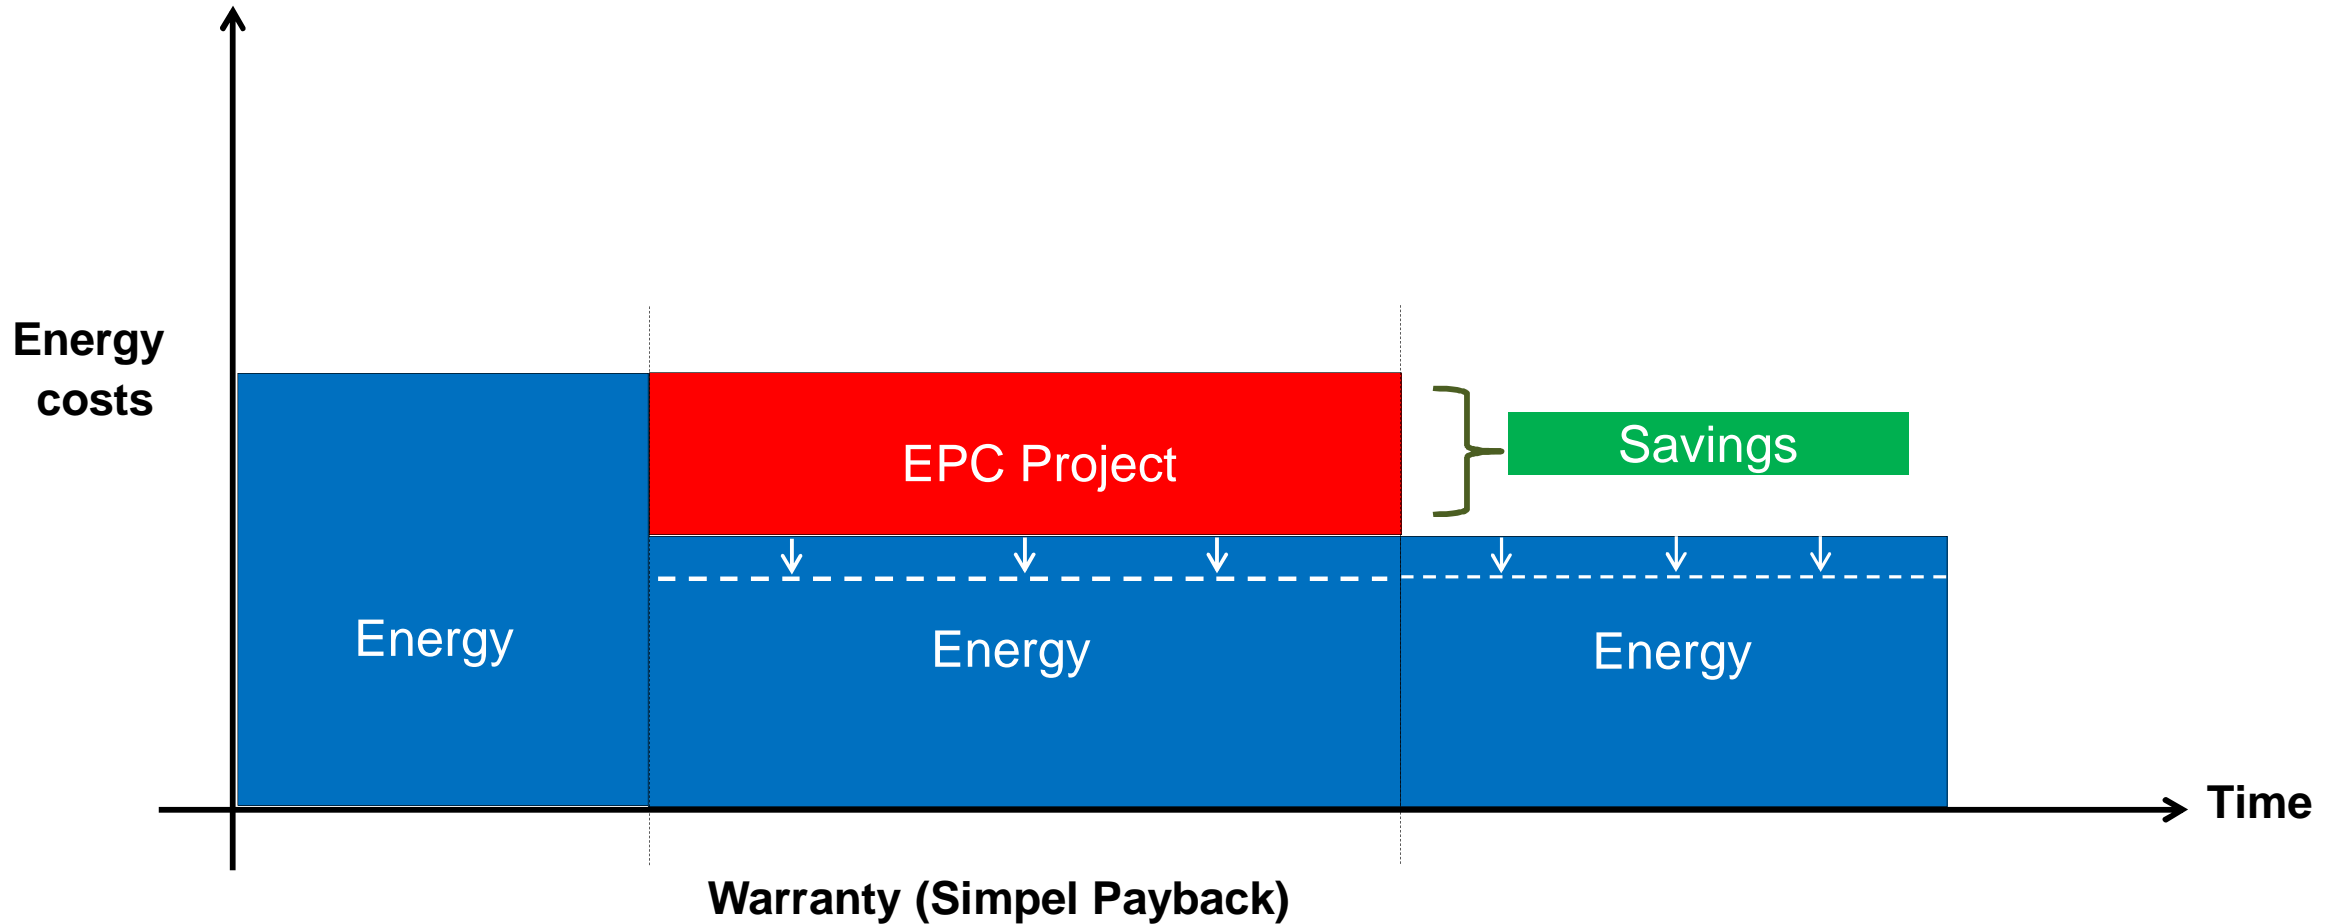 Energy
costs
EPC Project
Savings
Energy
Energy
Energy
Time
Warranty (Simpel Payback)